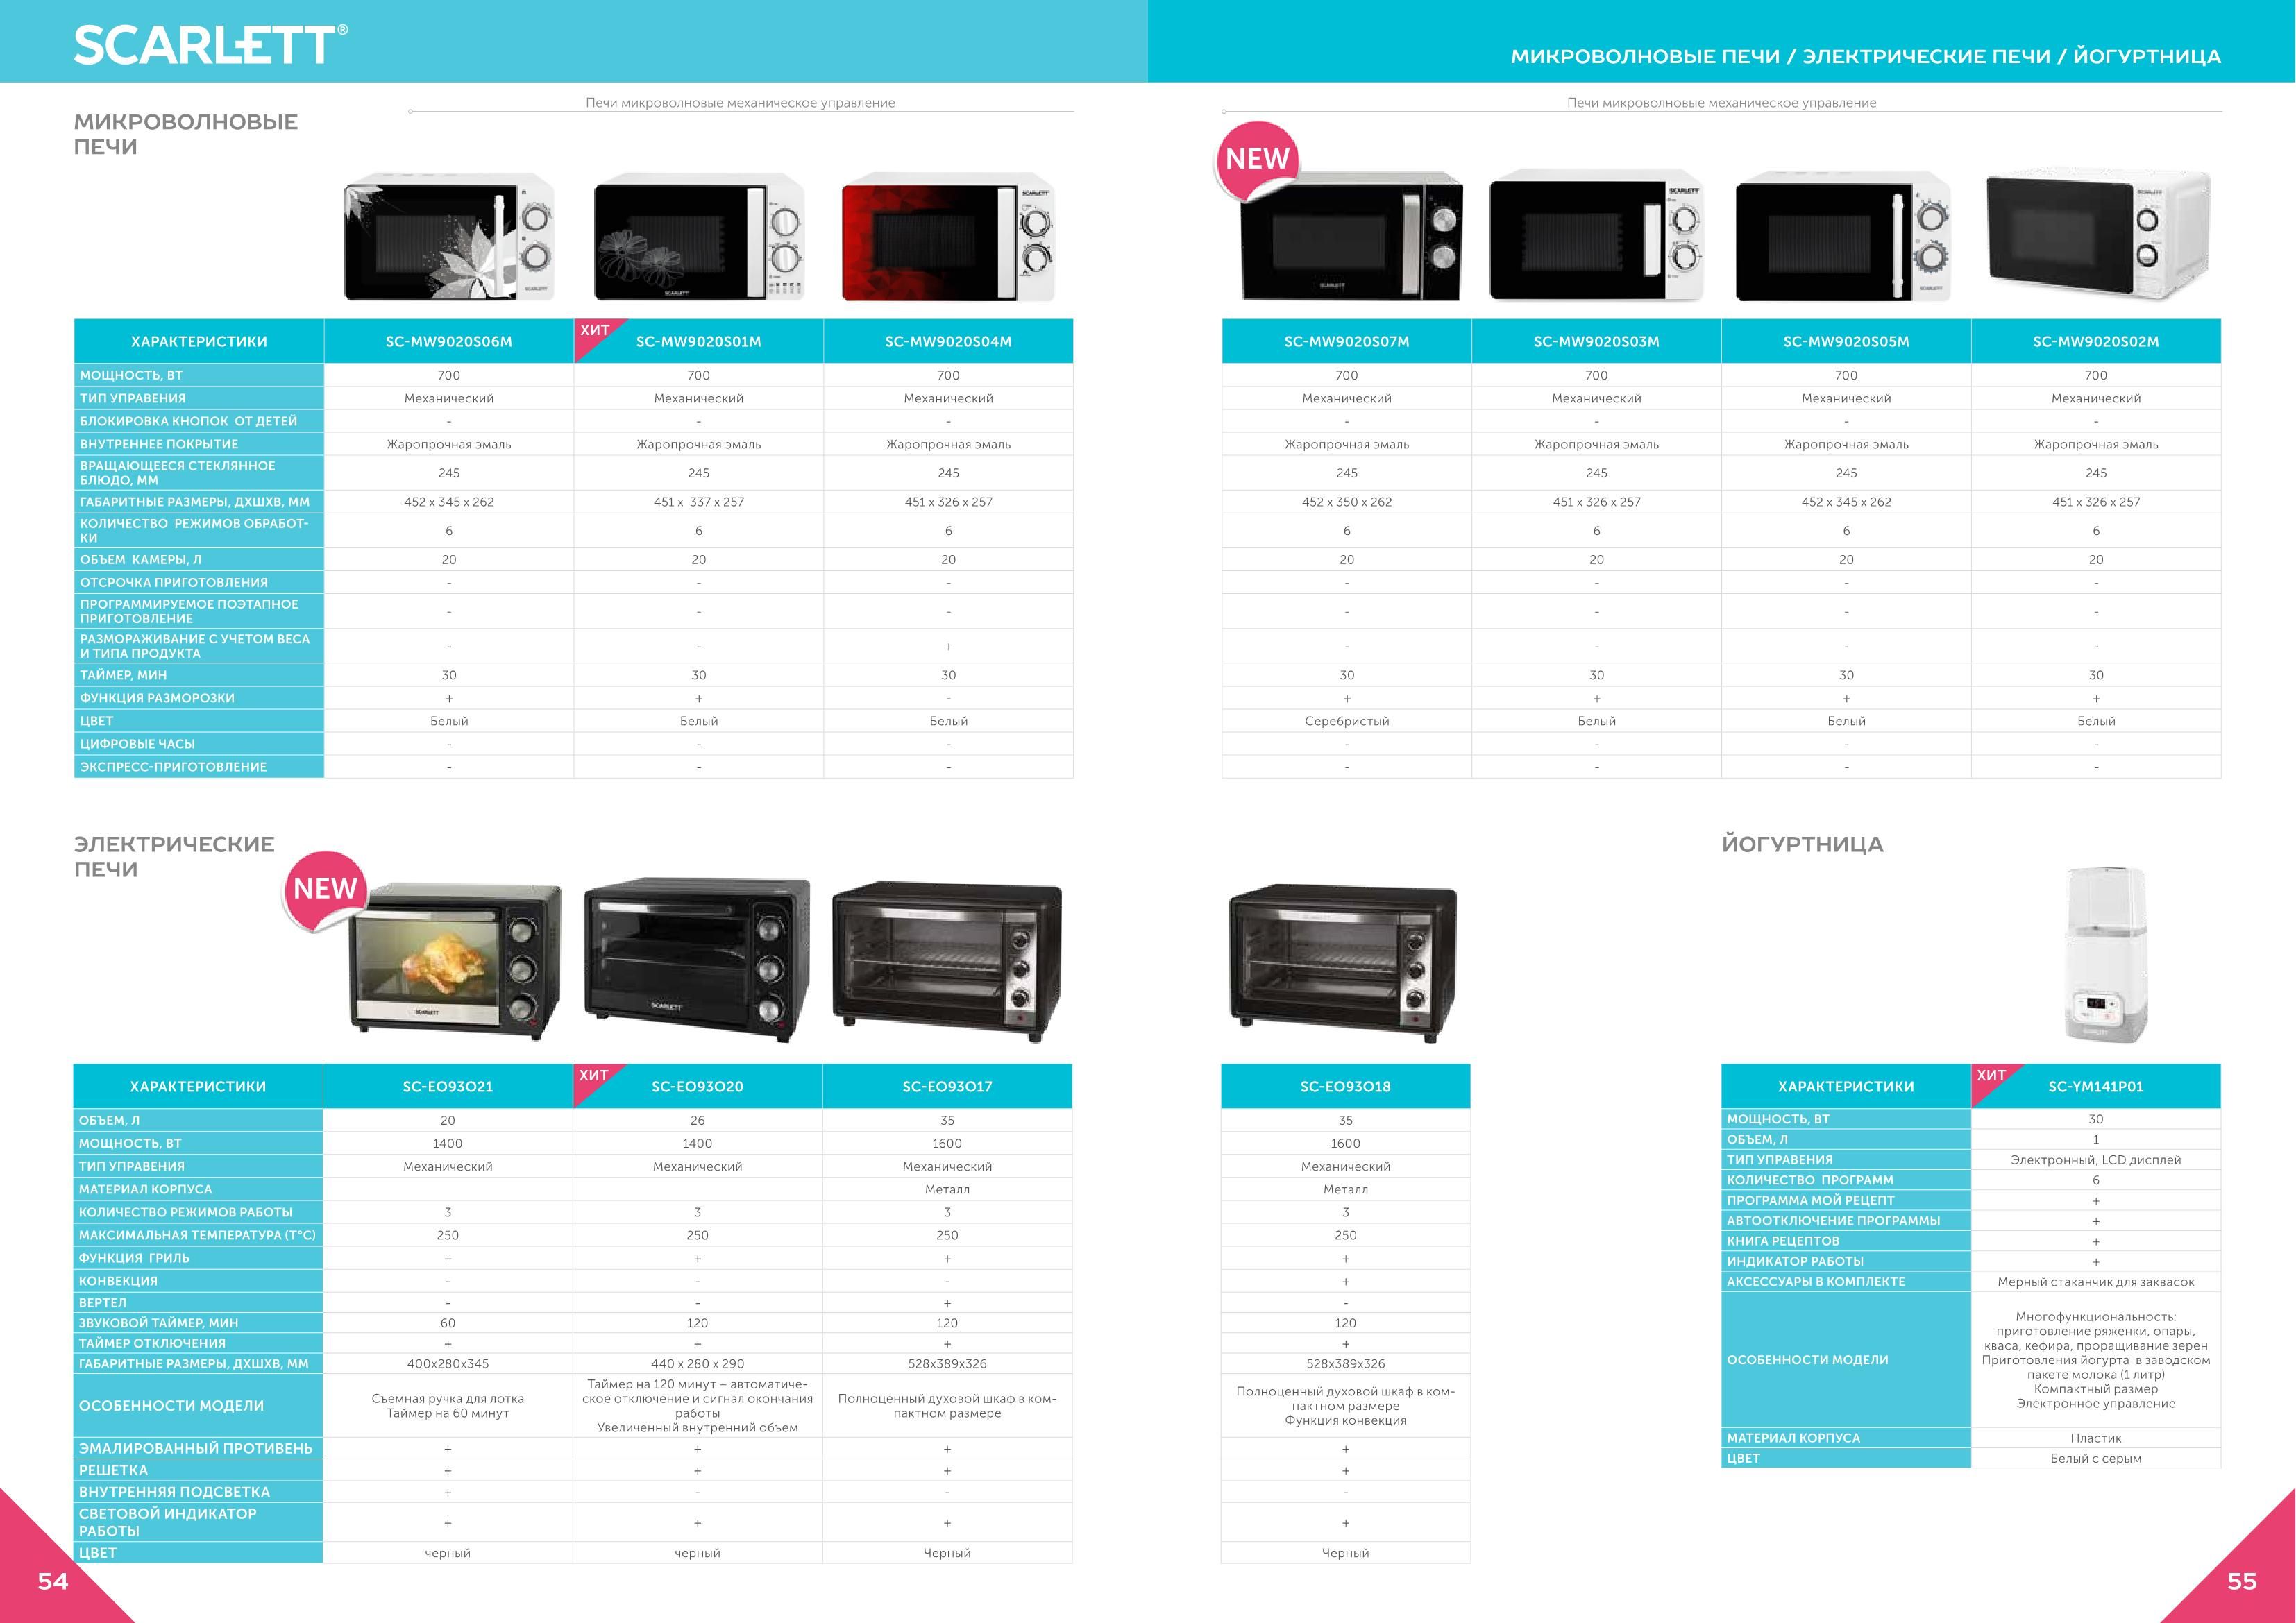 SCARLETT®
МИКРОВОЛНОВЫЕ ПЕЧИ / ЭЛЕКТРИЧЕСКИЕ ПЕЧИ / ЙОГУРТНИЦА
МИКРОВОЛНОВЫЕ
ПЕЧИ
Печи микроволновые механическое управление
Печи микроволновые механическое управление
NEW
ХАРАКТЕРИСТИКИ SC-MW9020S06M ХИТ SC-MW9020S01M SC-MW9020S04M SC-MW9020S07M SC-MW9020S03M SC-MW9020S05M SC-MW9020S02M
МОЩНОСТЬ, ВТ 700 700 700 700 700 700 700
ТИП УПРАВЕНИЯ Механический Механический Механический Механический Механический Механический Механический
БЛОКИРОВКА КНОПОК ОТ ДЕТЕЙ - - - - - - -
ВНУТРЕННЕЕ ПОКРЫТИЕ Жаропрочная эмаль Жаропрочная эмаль Жаропрочная эмаль Жаропрочная эмаль Жаропрочная эмаль Жаропрочная эмаль Жаропрочная эмаль
ВРАЩАЮЩЕЕСЯ СТЕКЛЯННОЕ
БЛЮДО, ММ 245 245 245 245 245 245 245
ГАБАРИТНЫЕ РАЗМЕРЫ, ДХШХВ, ММ 452 x 345 x 262 451 x 337 x 257 451 x 326 x 257 452 x 350 x 262 451 x 326 x 257 452 x 345 x 262 451 x 326 x 257
КОЛИЧЕСТВО РЕЖИМОВ ОБРАБОТ-
КИ 6 6 6 6 6 6 6
ОБЪЕМ КАМЕРЫ, Л 20 20 20 20 20 20 20
ОТСРОЧКА ПРИГОТОВЛЕНИЯ - - - - - - -
ПРОГРАММИРУЕМОЕ ПОЭТАПНОЕ
ПРИГОТОВЛЕНИЕ - - - - - - -
РАЗМОРАЖИВАНИЕ С УЧЕТОМ ВЕСА
И ТИПА ПРОДУКТА - - + - - - -
ТАЙМЕР, МИН 30 30 30 30 30 30 30
ФУНКЦИЯ РАЗМОРОЗКИ + + - + + + +
ЦВЕТ Белый Белый Белый Серебристый Белый Белый Белый
ЦИФРОВЫЕ ЧАСЫ - - - - - - -
ЭКСПРЕСС-ПРИГОТОВЛЕНИЕ - - - - - - -
ЭЛЕКТРИЧЕСКИЕ
ПЕЧИ
NEW
ХАРАКТЕРИСТИКИ SC-EO93O21 ХИТ SC-EO93O20 SC-EO93O17 SC-EO93O18
ОБЪЕМ, Л 20 26 35 35
МОЩНОСТЬ, ВТ 1400 1400 1600 1600
ТИП УПРАВЕНИЯ Механический Механический Механический Механический
МАТЕРИАЛ КОРПУСА Металл Металл
КОЛИЧЕСТВО РЕЖИМОВ РАБОТЫ 3 3 3 3
МАКСИМАЛЬНАЯ ТЕМПЕРАТУРА (T°C) 250 250 250 250
ФУНКЦИЯ ГРИЛЬ + + + +
КОНВЕКЦИЯ - - - +
ВЕРТЕЛ - - + -
ЗВУКОВОЙ ТАЙМЕР, МИН 60 120 120 120
ТАЙМЕР ОТКЛЮЧЕНИЯ + + + +
ГАБАРИТНЫЕ РАЗМЕРЫ, ДХШХВ, ММ 400x280x345 440 x 280 x 290 528x389x326 528x389x326
ОСОБЕННОСТИ МОДЕЛИ
Съемная ручка для лотка
Таймер на 60 минут
Таймер на 120 минут – автоматиче-
ское отключение и сигнал окончания
работы
Увеличенный внутренний объем
Полноценный духовой шкаф в ком-
пактном размере
Полноценный духовой шкаф в ком-
пактном размере
Функция конвекция
ЭМАЛИРОВАННЫЙ ПРОТИВЕНЬ + + + +
РЕШЕТКА + + + +
ВНУТРЕННЯЯ ПОДСВЕТКА + - - -
СВЕТОВОЙ ИНДИКАТОР
РАБОТЫ + + + +
ЦВЕТ черный черный Черный Черный
ЙОГУРТНИЦА
ХАРАКТЕРИСТИКИ ХИТ SC-YM141P01
МОЩНОСТЬ, ВТ 30
ОБЪЕМ, Л 1
ТИП УПРАВЕНИЯ Электронный, LCD дисплей
КОЛИЧЕСТВО ПРОГРАММ 6
ПРОГРАММА МОЙ РЕЦЕПТ +
АВТООТКЛЮЧЕНИЕ ПРОГРАММЫ +
КНИГА РЕЦЕПТОВ +
ИНДИКАТОР РАБОТЫ +
АКСЕССУАРЫ В КОМПЛЕКТЕ Мерный стаканчик для заквасок
ОСОБЕННОСТИ МОДЕЛИ
Многофункциональность:
приготовление ряженки, опары,
кваса, кефира, проращивание зерен
Приготовления йогурта в заводском
пакете молока (1 литр)
Компактный размер
Электронное управление
МАТЕРИАЛ КОРПУСА Пластик
ЦВЕТ Белый с серым
54
55